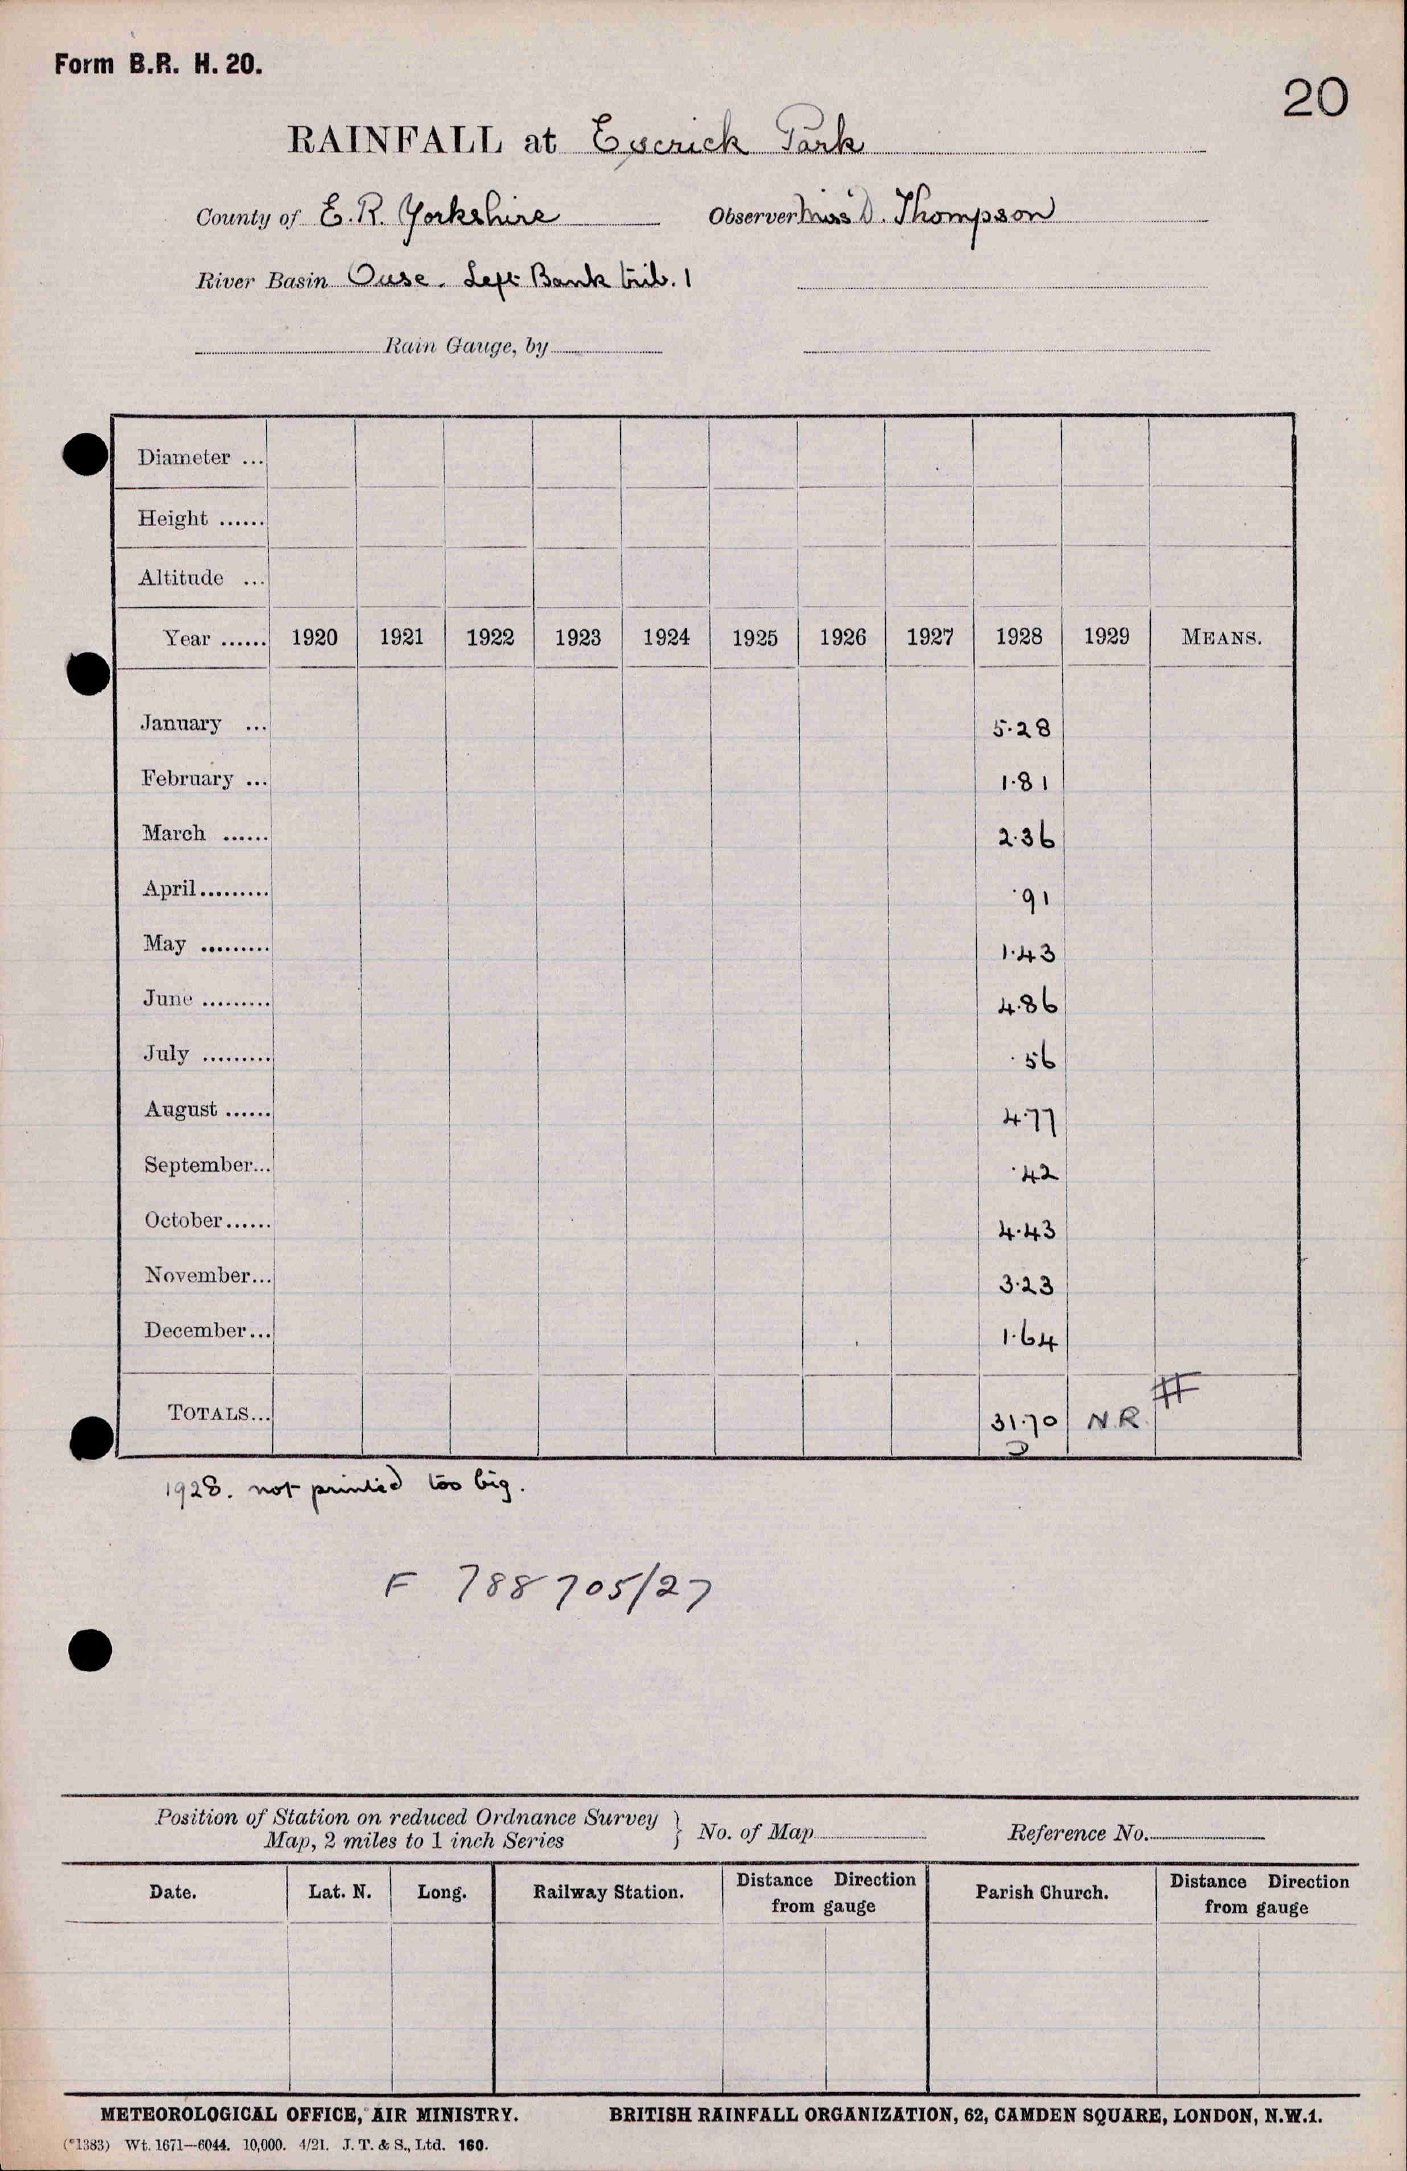 Form B.R. H. 20.
20
RAINFALL at Escrick Park
County of E.R. Yorkshire Observer Miss D. Thompson
River Basin Ouse. Left Bank trib. 1
Rain Gauge, by
Diameter ...
Height ......
Altitude ...
Year ...... 1920 1921 1922 1923 1924 1925 1926 1927 1928 1929 MEANS.
January ... 5.28
February ... 1.81
March ...... 2.36
April......... .91
May ......... 1.43
June ......... 4.86
July ......... .56
August ...... 4.77
September... .42
October...... 4.43
November... 3.23
December... 1.64
TOTALS... 31.70 N.R. #
D
1928. not printed too big.
F 788705/27
Position of Station on reduced Ordnance Survey
Map, 2 miles to 1 inch Series } No. of Map Reference No.
Date. Lat. N. Long. Railway Station. Distance Direction from gauge Parish Church. Distance Direction from gauge
METEOROLOGICAL OFFICE, AIR MINISTRY. BRITISH RAINFALL ORGANIZATION, 62, CAMDEN SQUARE, LONDON, N.W.1.
(*1383) Wt. 1671—6044. 10,000. 4/21. J. T. & S., Ltd. 160.